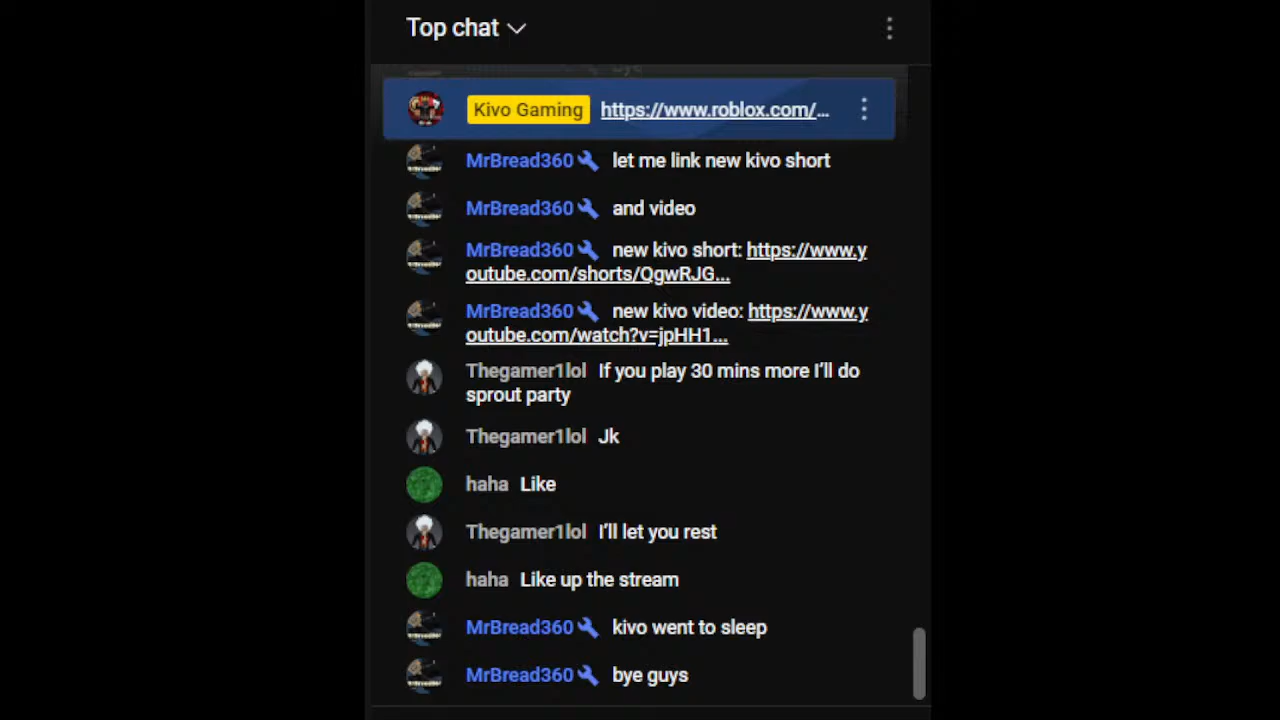 Top chat
Kivo Gaming https://www.roblox.com/...
MrBread360 let me link new kivo short
MrBread360 and video
MrBread360 new kivo short: https://www.y
outube.com/shorts/QgwRJG...
MrBread360 new kivo video: https://www.y
outube.com/watch?v=jpHH1...
Thegamer1lol If you play 30 mins more I'll do
sprout party
Thegamer1lol Jk
haha Like
Thegamer1lol I'll let you rest
haha Like up the stream
MrBread360 kivo went to sleep
MrBread360 bye guys